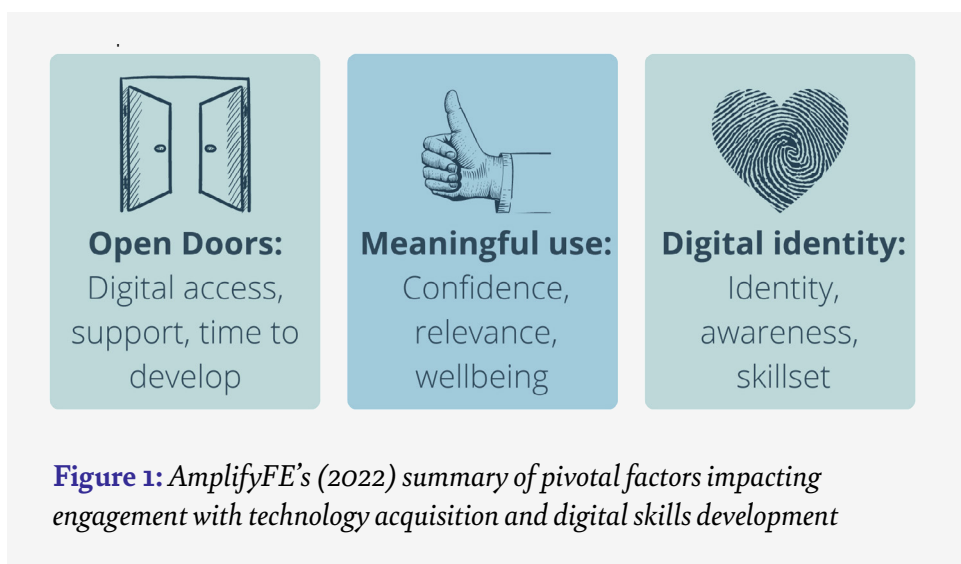 Open Doors:
Digital access,
support, time to
develop
Meaningful use:
Confidence,
relevance,
wellbeing
Digital identity:
Identity,
awareness,
skillset
Figure 1: AmplifyFE’s (2022) summary of pivotal factors impacting
engagement with technology acquisition and digital skills development